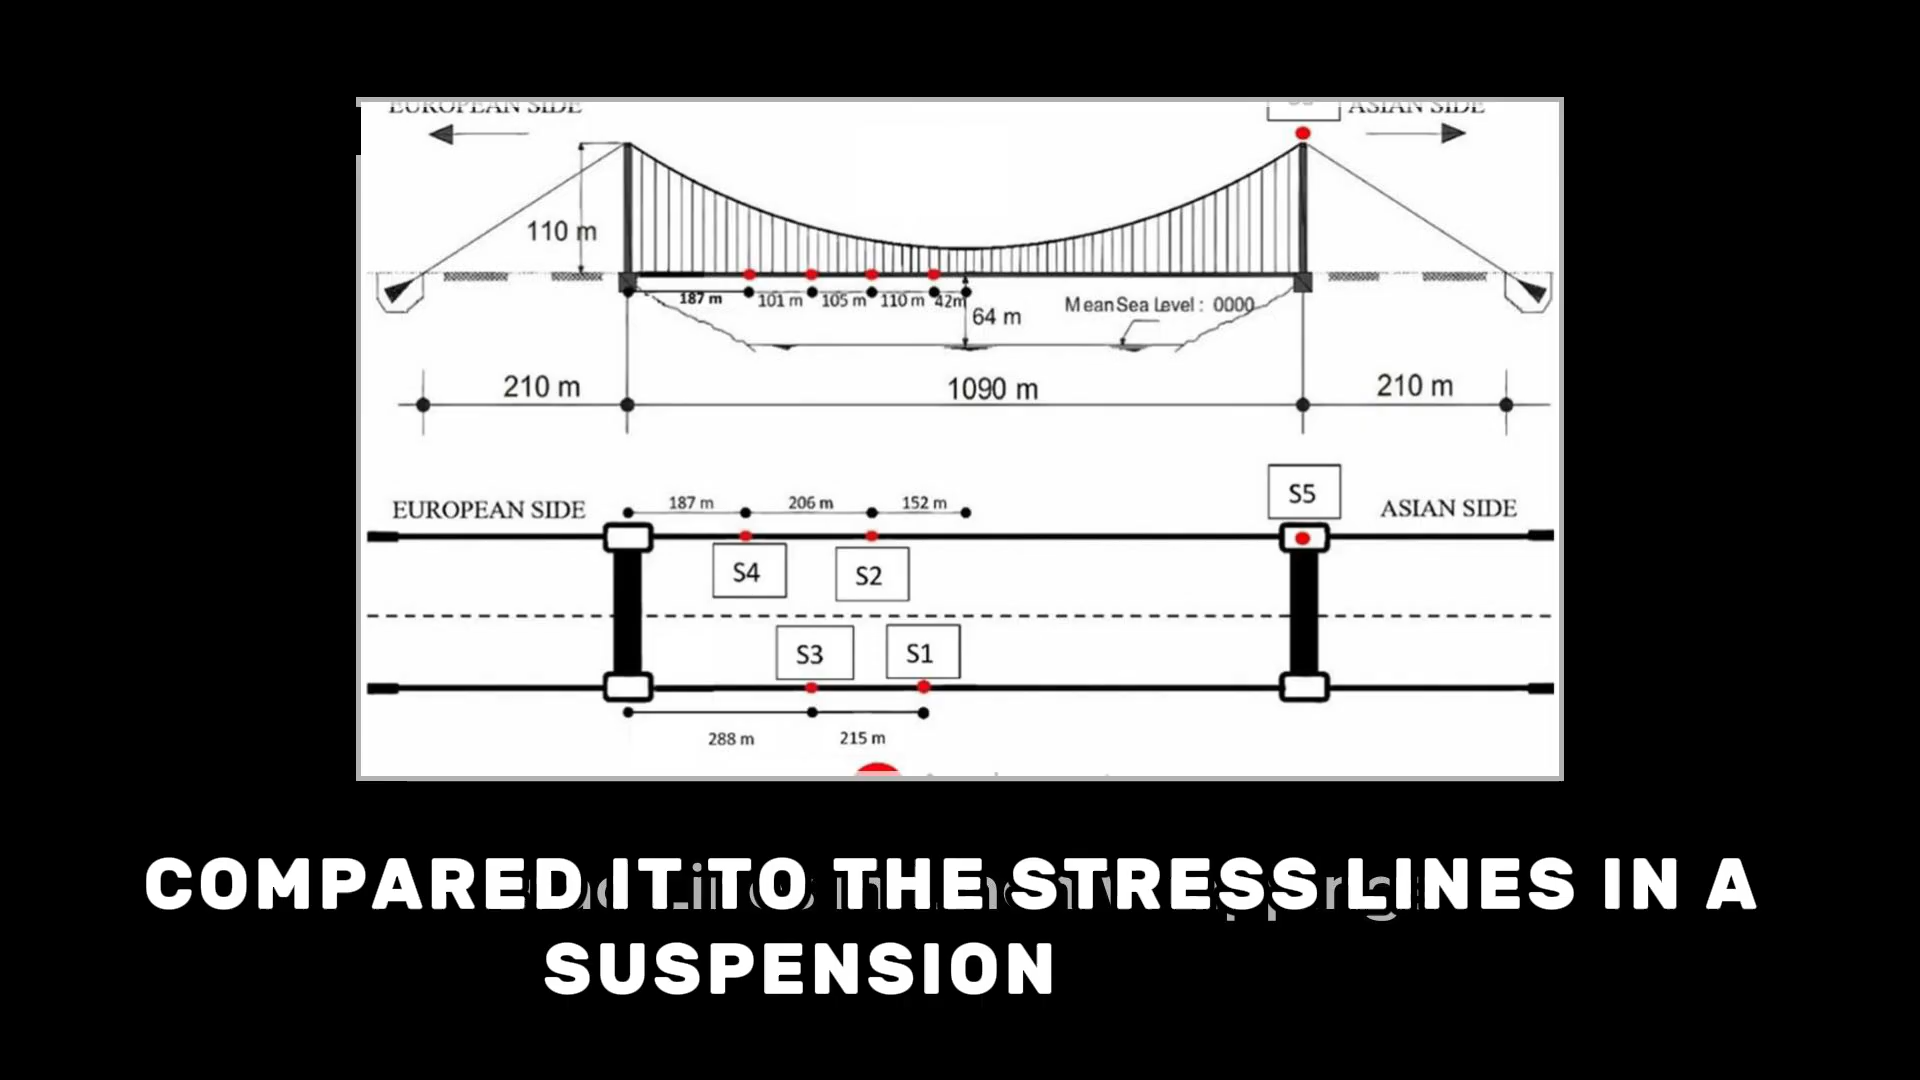 EUROPEAN SIDE
ASIAN SIDE
110 m
187 m 101 m 105 m 110 m 42m
64 m
Mean Sea Level : 0000
210 m 1090 m 210 m
EUROPEAN SIDE
187 m 206 m 152 m
S5
ASIAN SIDE
S4 S2
S3 S1
288 m 215 m
COMPARED IT TO THE STRESS LINES IN A
SUSPENSION